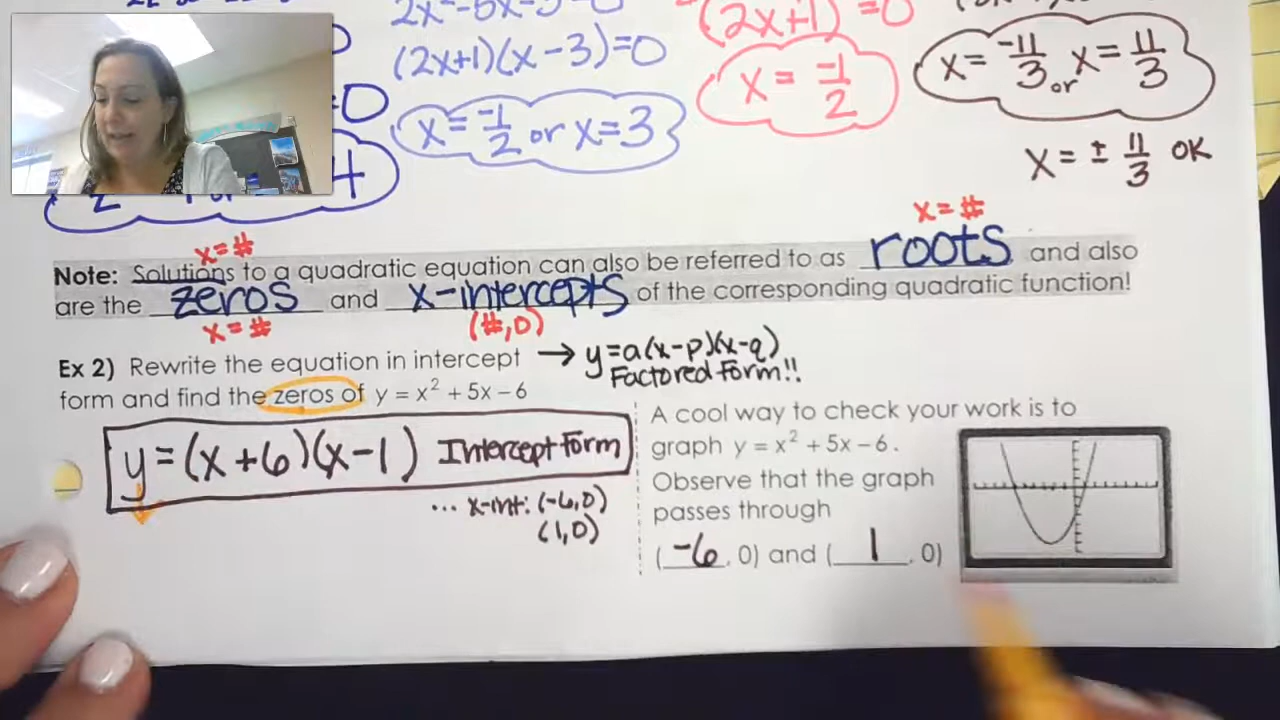 (2x+1)(x-3)=0
x= -1/2 or x=3
(2x+1) =0
x = -1/2
x= -11/3 or x= 11/3
x= ± 11/3 OK
=0
4
x=#
x=#
Note: Solutions to a quadratic equation can also be referred to as roots and also
are the zeros and x-intercepts of the corresponding quadratic function!
x=#
(#,0)
Ex 2) Rewrite the equation in intercept
form and find the zeros of y = x² + 5x – 6
→ y=a(x-p)(x-q)
Factored Form!!
y=(x+6)(x-1) Intercept Form
... x-int: (-6,0)
(1,0)
A cool way to check your work is to
graph y = x² + 5x – 6.
Observe that the graph
passes through
(-6, 0) and (1, 0)